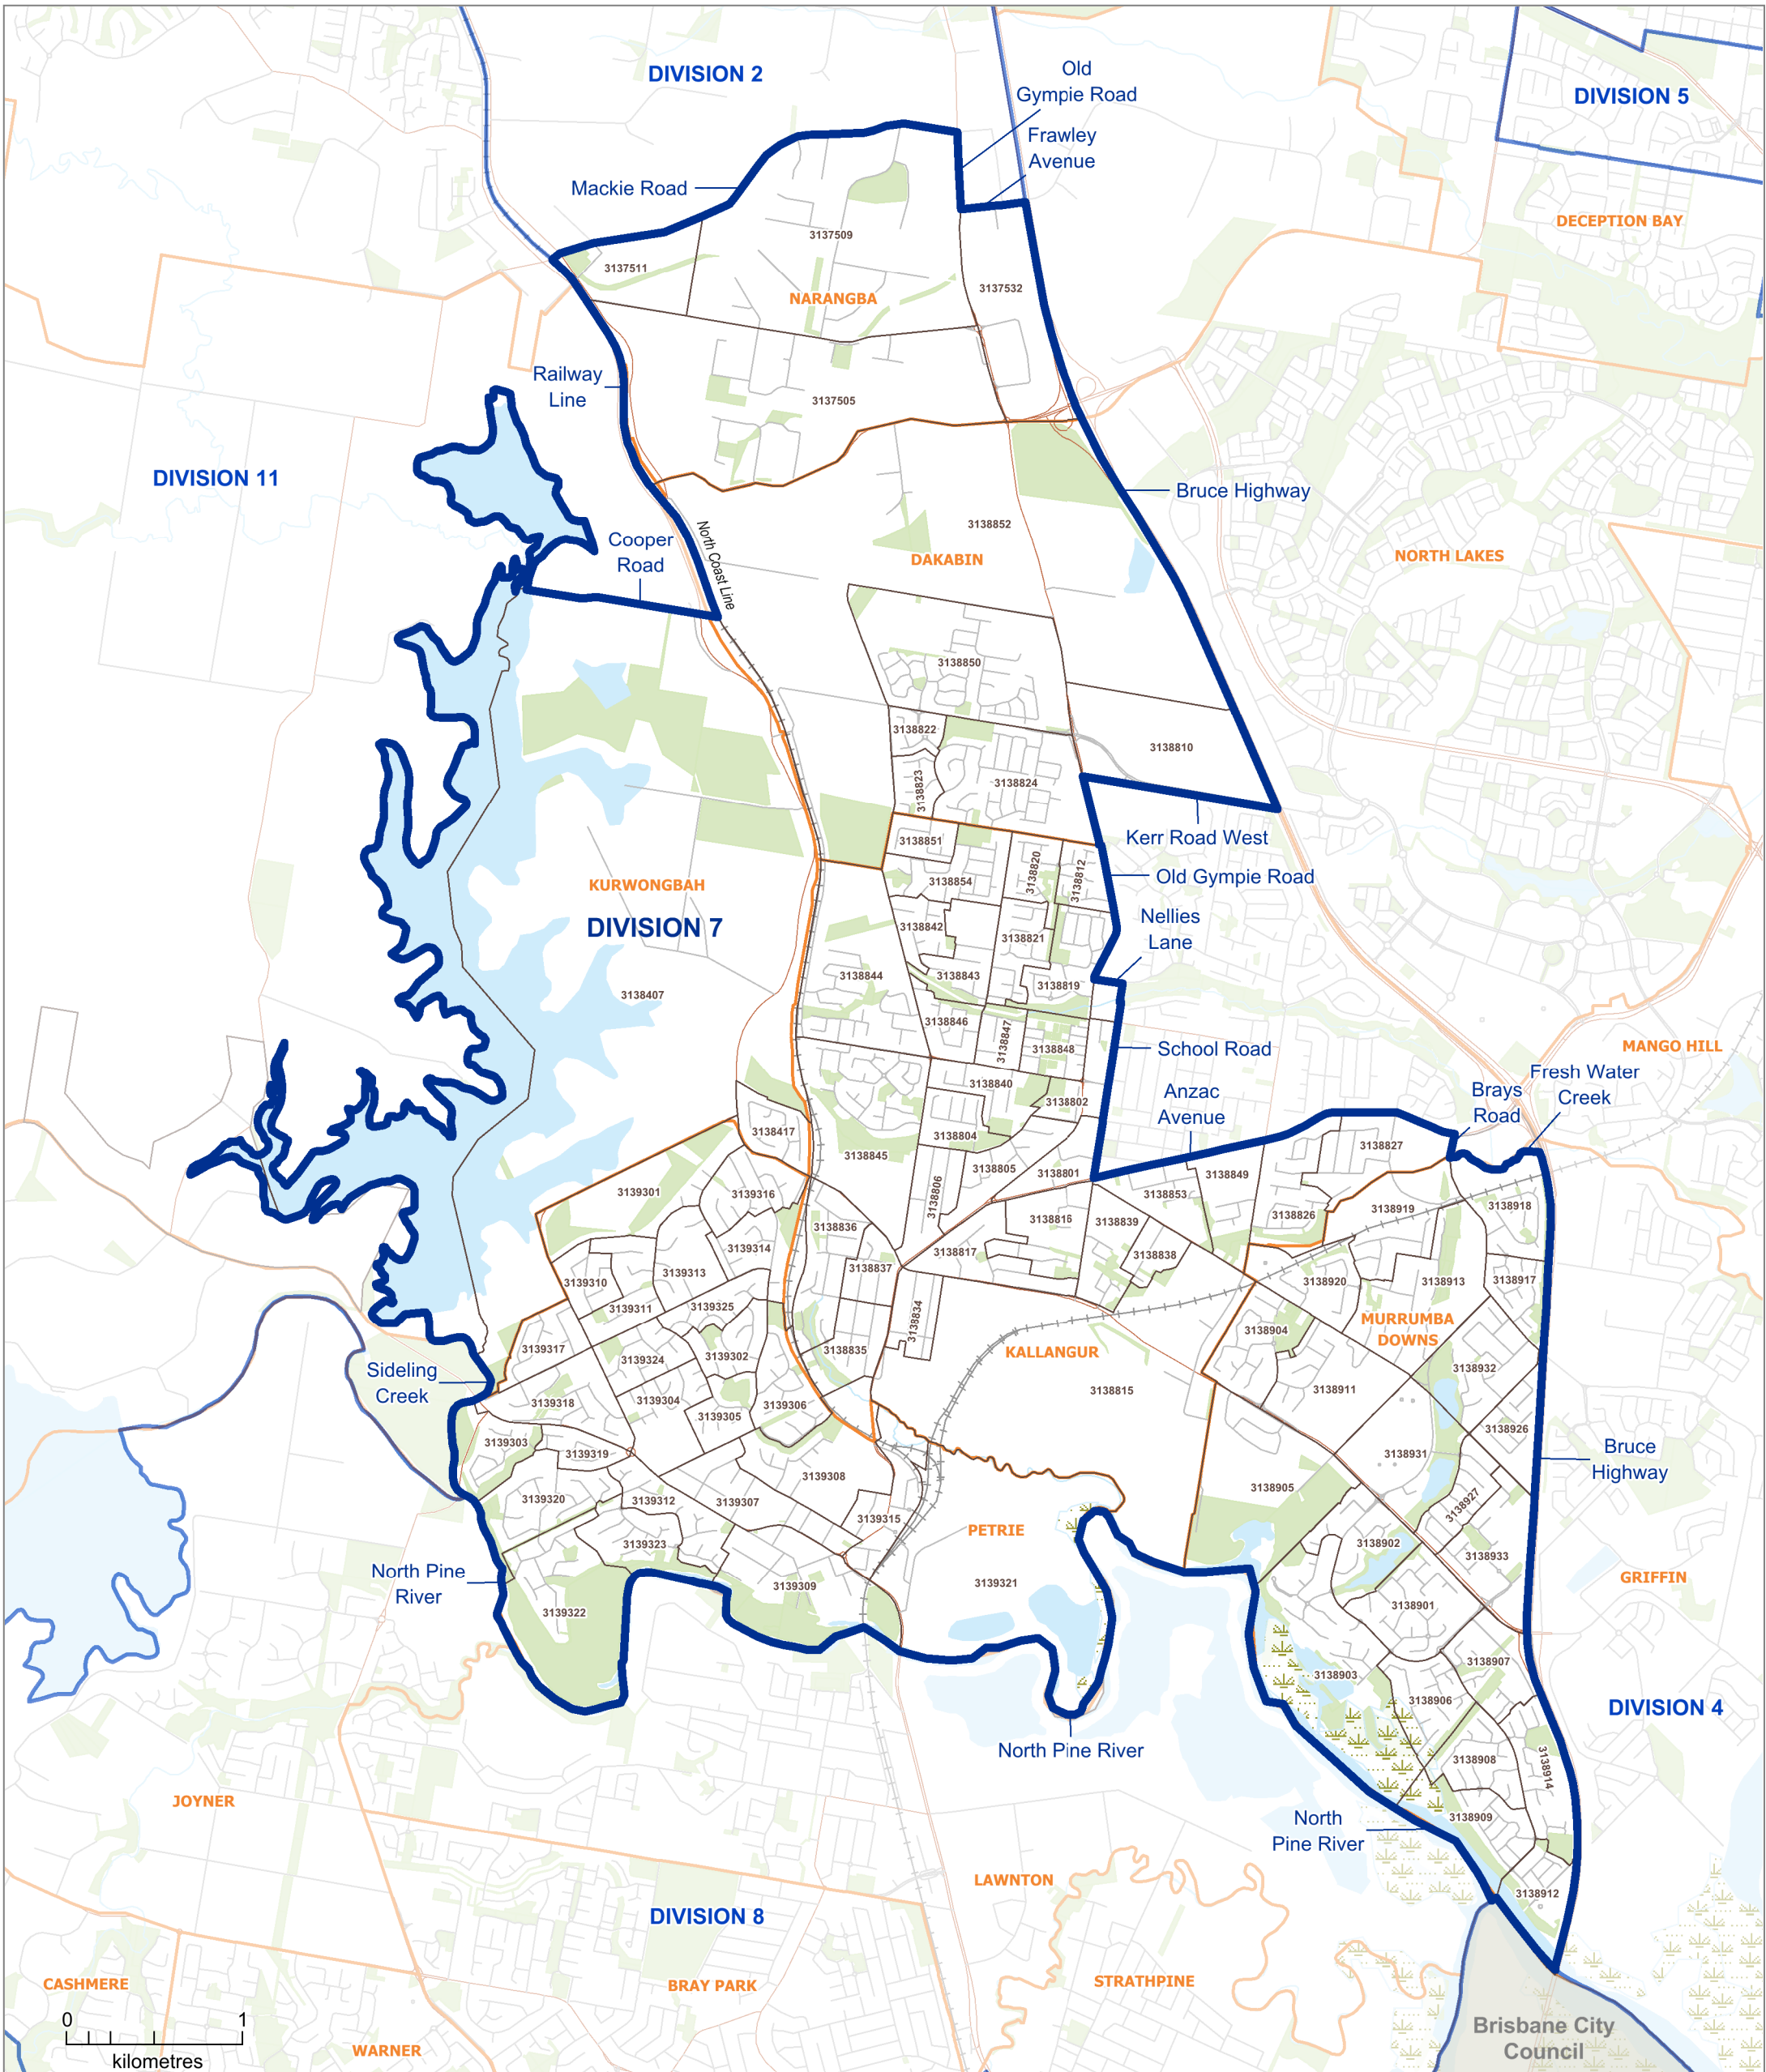 DIVISION 2
Old
Gympie Road
DIVISION 5
Frawley
Avenue
Mackie Road
DECEPTION BAY
3137509
3137511
3137532
NARANGBA
Railway
Line
3137505
DIVISION 11
Bruce Highway
North Coast Line
3138852
Cooper
Road
DAKABIN
NORTH LAKES
3138850
3138822
3138810
3138823
3138824
Kerr Road West
3138851
3138820
3138812
3138854
Old Gympie Road
KURWONGBAH
DIVISION 7
Nellies
Lane
3138842
3138821
3138844
3138843
3138819
3138407
3138846
3138847
3138848
School Road
MANGO HILL
3138840
Anzac
Avenue
Brays
Road
Fresh Water
Creek
3138802
3138417
3138804
3138845
3138827
3138805
3138801
3138849
3139301
3139316
3138806
3138853
3138919
3138918
3138836
3138816
3138839
3138826
3139314
3138817
3138838
3138837
3139310
3139313
3138920
3138913
3138917
3139311
3139325
3138834
MURRUMBA
DOWNS
3138904
3139317
3139324
3139302
3138835
KALLANGUR
3138932
Sideling
Creek
3138815
3138911
3139318
3139304
3139305
3139306
3138926
3139303
3139319
3138931
Bruce
Highway
3139308
3138905
3139320
3139312
3139307
3139315
3138927
PETRIE
3139323
3138902
3138933
North Pine
River
3139309
3139321
GRIFFIN
3139322
3138901
3138903
3138907
3138906
DIVISION 4
North Pine River
3138908
3138914
JOYNER
3138909
North
Pine River
LAWNTON
3138912
DIVISION 8
CASHMERE
BRAY PARK
STRATHPINE
0 1
kilometres
WARNER
Brisbane City
Council